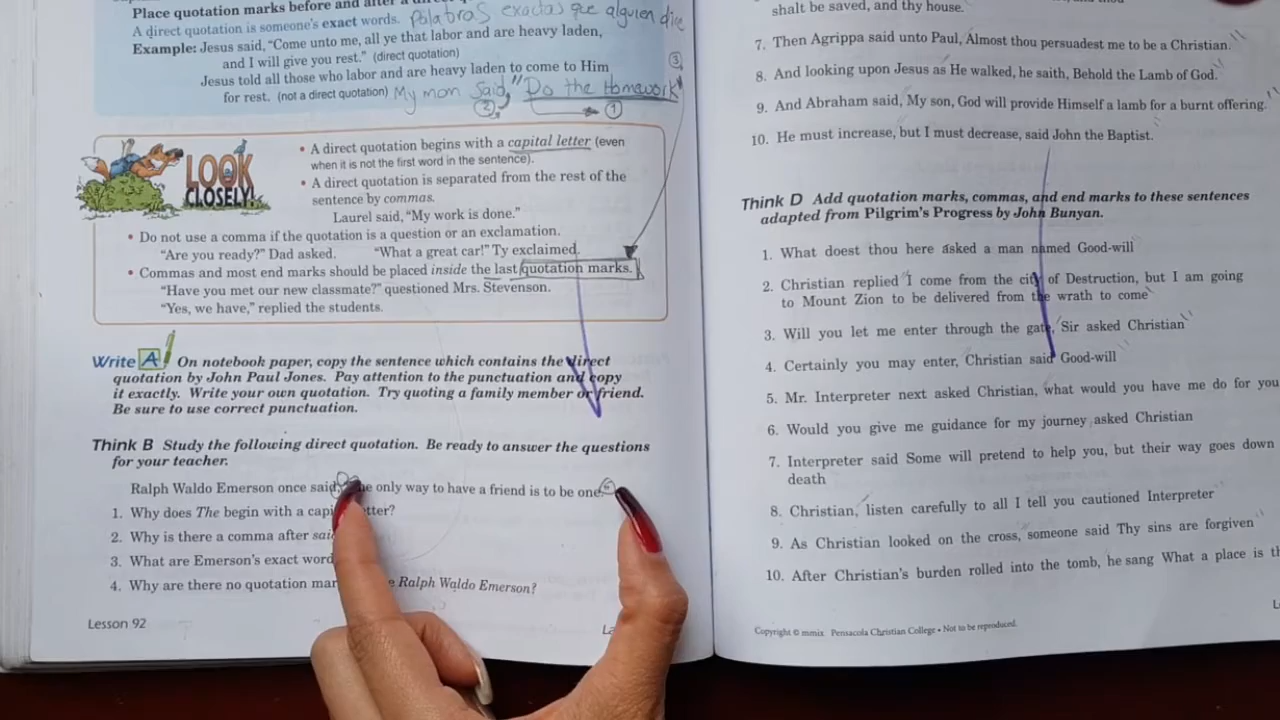 Place quotation marks before and after a
A direct quotation is someone's exact words. Palabras exactas que alguien dice
Example: Jesus said, "Come unto me, all ye that labor and are heavy laden,
and I will give you rest." (direct quotation)
Jesus told all those who labor and are heavy laden to come to Him
for rest. (not a direct quotation) My mom said, "Do the Homework"
3
2
1
LOOK
CLOSELY!
• A direct quotation begins with a capital letter (even
when it is not the first word in the sentence).
• A direct quotation is separated from the rest of the
sentence by commas.
Laurel said, "My work is done."
• Do not use a comma if the quotation is a question or an exclamation.
"Are you ready?" Dad asked. "What a great car!" Ty exclaimed.
• Commas and most end marks should be placed inside the last quotation marks.
"Have you met our new classmate?" questioned Mrs. Stevenson.
"Yes, we have," replied the students.
Write A On notebook paper, copy the sentence which contains the direct
quotation by John Paul Jones. Pay attention to the punctuation and copy
it exactly. Write your own quotation. Try quoting a family member or friend.
Be sure to use correct punctuation.
Think B Study the following direct quotation. Be ready to answer the questions
for your teacher.
Ralph Waldo Emerson once said, only way to have a friend is to be one."
1. Why does The begin with a
2. Why is there a comma after
3. What are Emerson's exact
4. Why are there no quotation Ralph Waldo Emerson?
Lesson 92
shalt be saved, and thy house.
7. Then Agrippa said unto Paul, Almost thou persuadest me to be a Christian."
8. And looking upon Jesus as He walked, he saith, Behold the Lamb of God."
9. And Abraham said, My son, God will provide Himself a lamb for a burnt offering."
10. He must increase, but I must decrease, said John the Baptist.
Think D Add quotation marks, commas, and end marks to these sentences
adapted from Pilgrim's Progress by John Bunyan.
1. What doest thou here asked a man named Good-will
2. Christian replied "I come from the city of Destruction, but I am going
to Mount Zion to be delivered from the wrath to come"
3. Will you let me enter through the gate, Sir asked Christian"
4. Certainly you may enter, Christian said Good-will
5. Mr. Interpreter next asked Christian, what would you have me do for you
6. Would you give me guidance for my journey asked Christian
7. Interpreter said Some will pretend to help you, but their way goes down
death
8. Christian, listen carefully to all I tell you cautioned Interpreter
9. As Christian looked on the cross, someone said Thy sins are forgiven
10. After Christian's burden rolled into the tomb, he sang What a place is
Copyright © mmix Pensacola Christian College • Not to be reproduced.